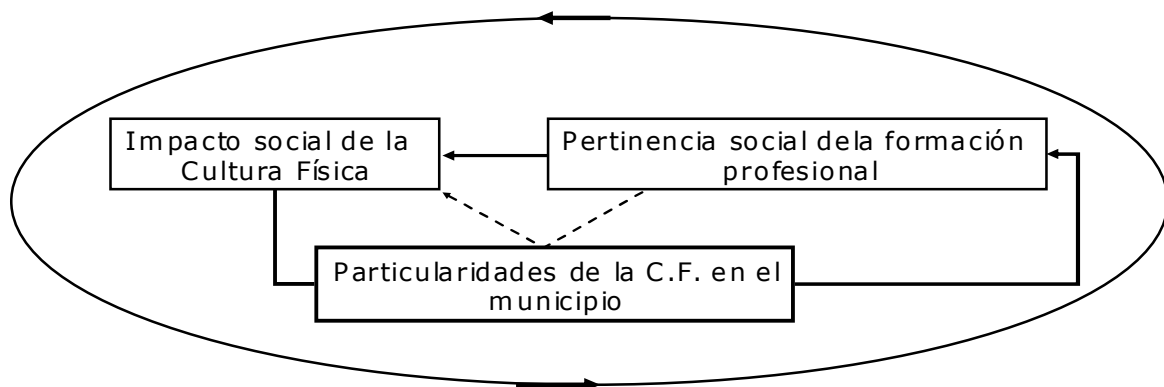 Impacto social de la
Cultura Física
Pertinencia social dela formación
profesional
Particularidades de la C.F. en el
municipio